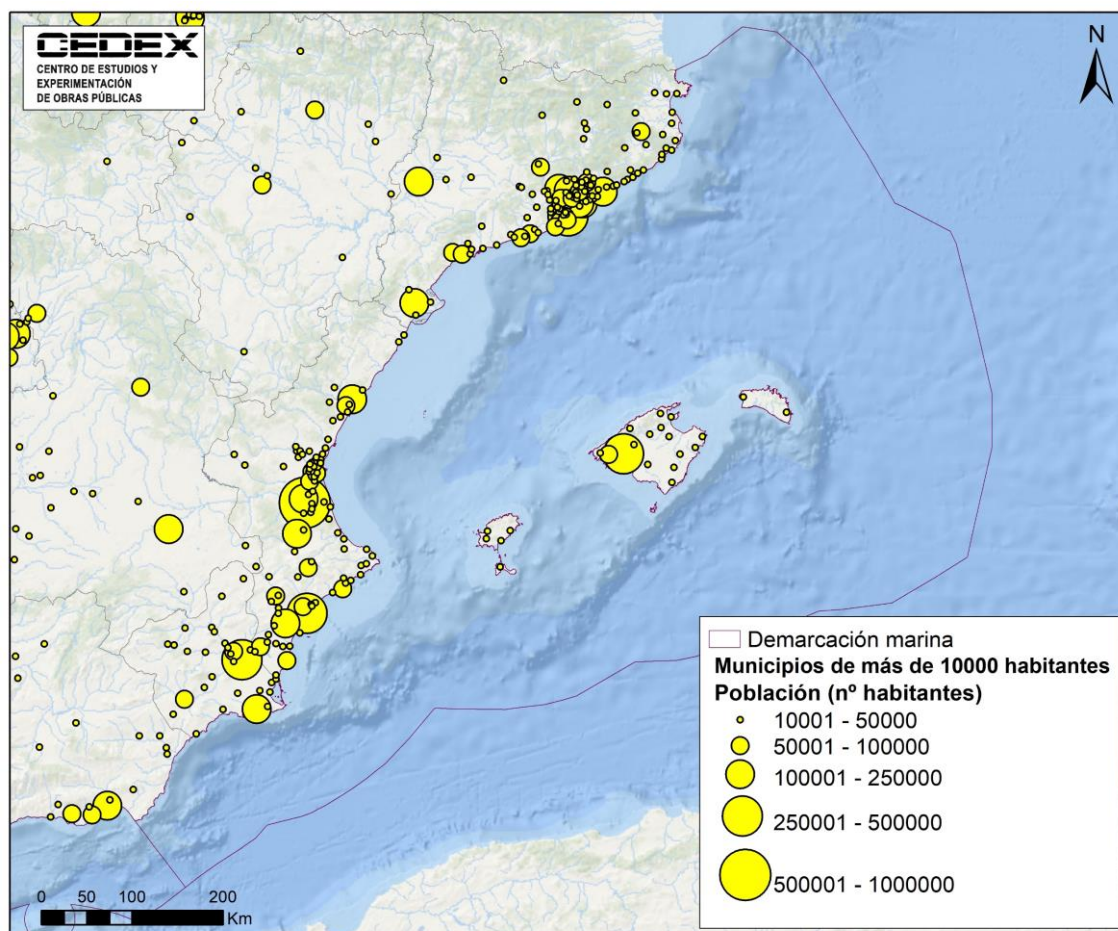 CEDEX
CENTRO DE ESTUDIOS Y
EXPERIMENTACIÓN
DE OBRAS PÚBLICAS
N
Demarcación marina
Municipios de más de 10000 habitantes
Población (nº habitantes)
10001 - 50000
50001 - 100000
100001 - 250000
250001 - 500000
500001 - 1000000
0 50 100 200
Km